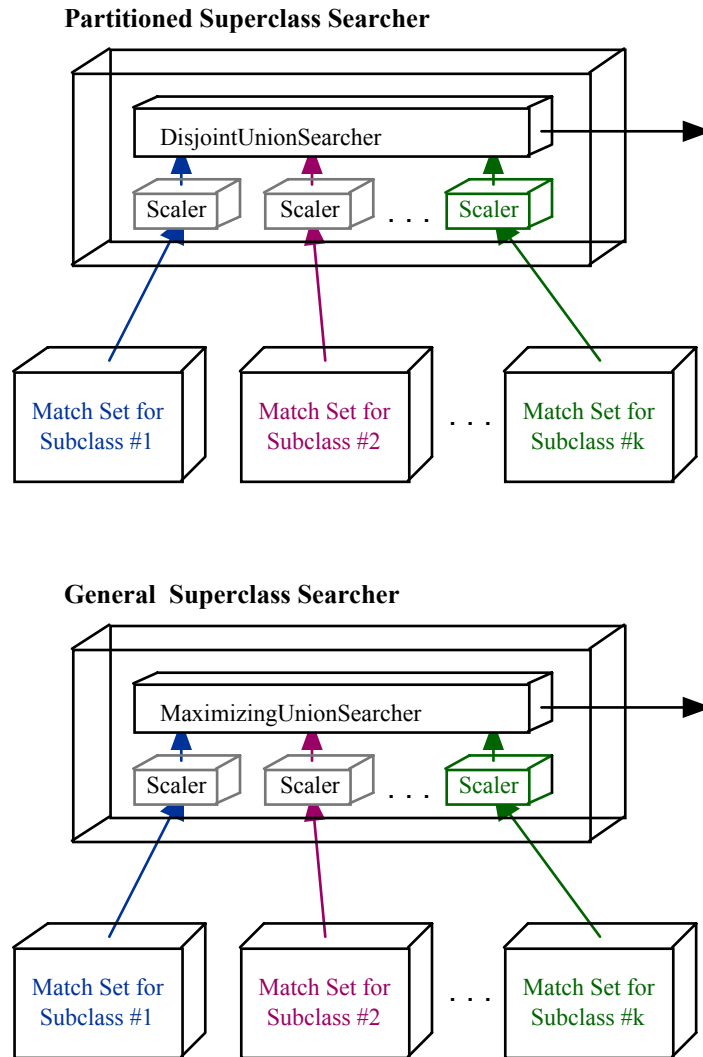 Partitioned Superclass Searcher
DisjointUnionSearcher
Scaler Scaler . . . Scaler
Match Set for Match Set for Match Set for
Subclass #1 Subclass #2 . . . Subclass #k
General Superclass Searcher
MaximizingUnionSearcher
Scaler Scaler . . . Scaler
Match Set for Match Set for Match Set for
Subclass #1 Subclass #2 . . . Subclass #k